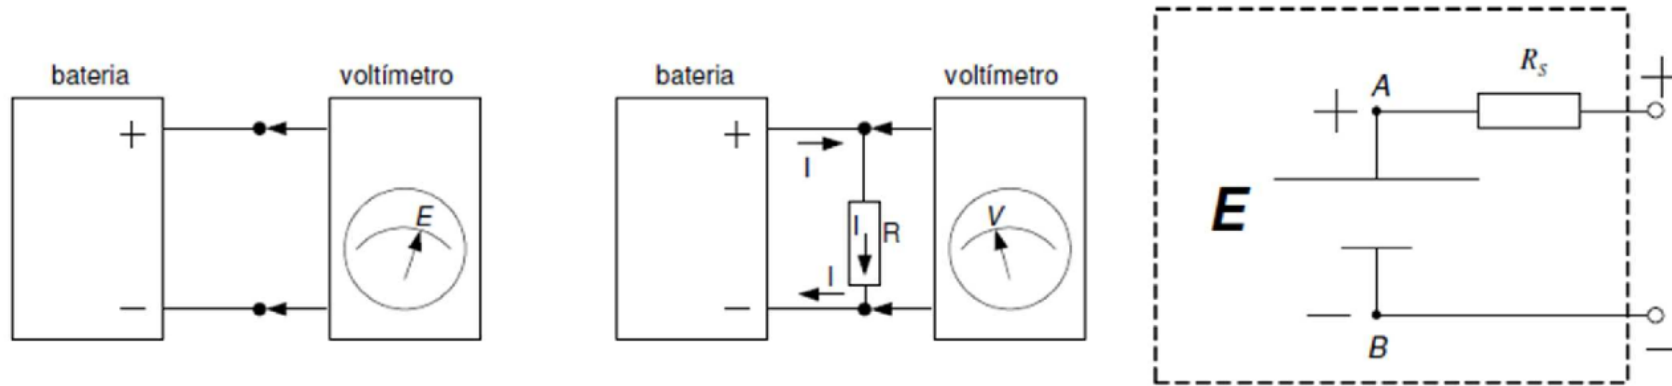 bateria
voltímetro
+
E
−
bateria
voltímetro
+
I
I
R
V
I
−
A
R_s
+
+
E
−
B
−